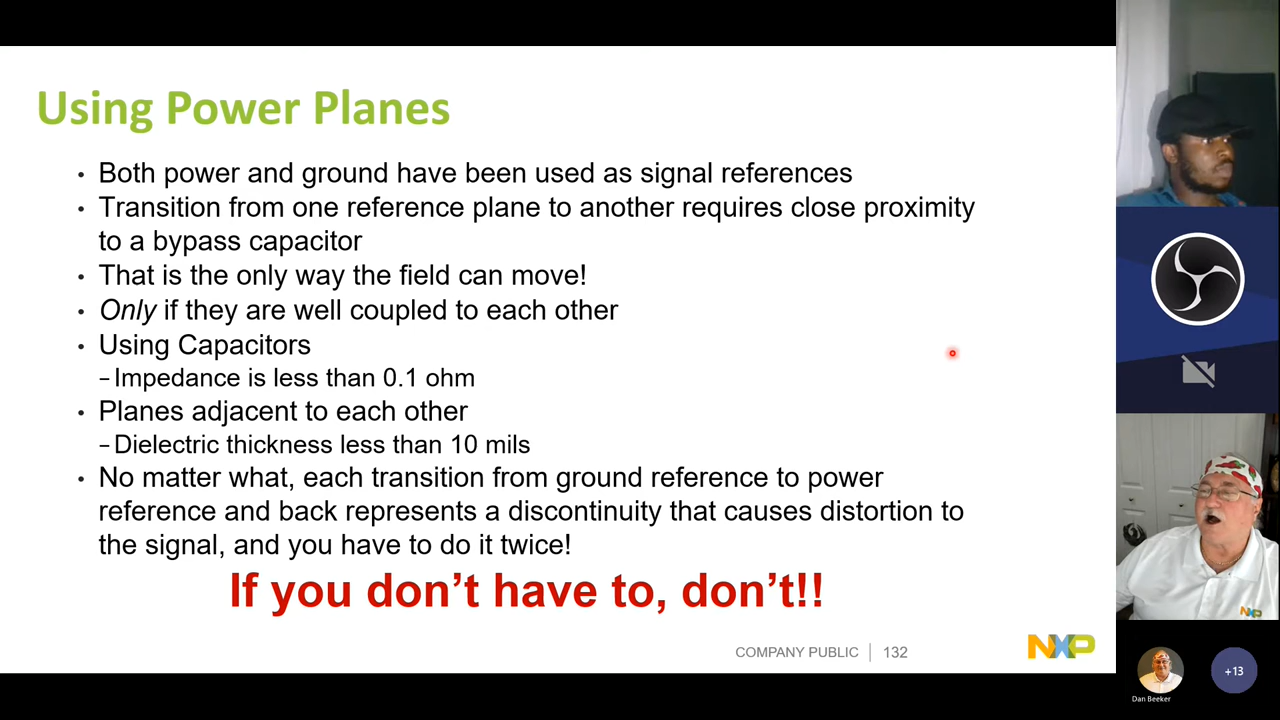 Using Power Planes
• Both power and ground have been used as signal references
• Transition from one reference plane to another requires close proximity
to a bypass capacitor
• That is the only way the field can move!
• Only if they are well coupled to each other
• Using Capacitors
–Impedance is less than 0.1 ohm
• Planes adjacent to each other
–Dielectric thickness less than 10 mils
• No matter what, each transition from ground reference to power
reference and back represents a discontinuity that causes distortion to
the signal, and you have to do it twice!
If you don’t have to, don’t!!
COMPANY PUBLIC | 132
NXP
NXP
Dan Beeker
+13